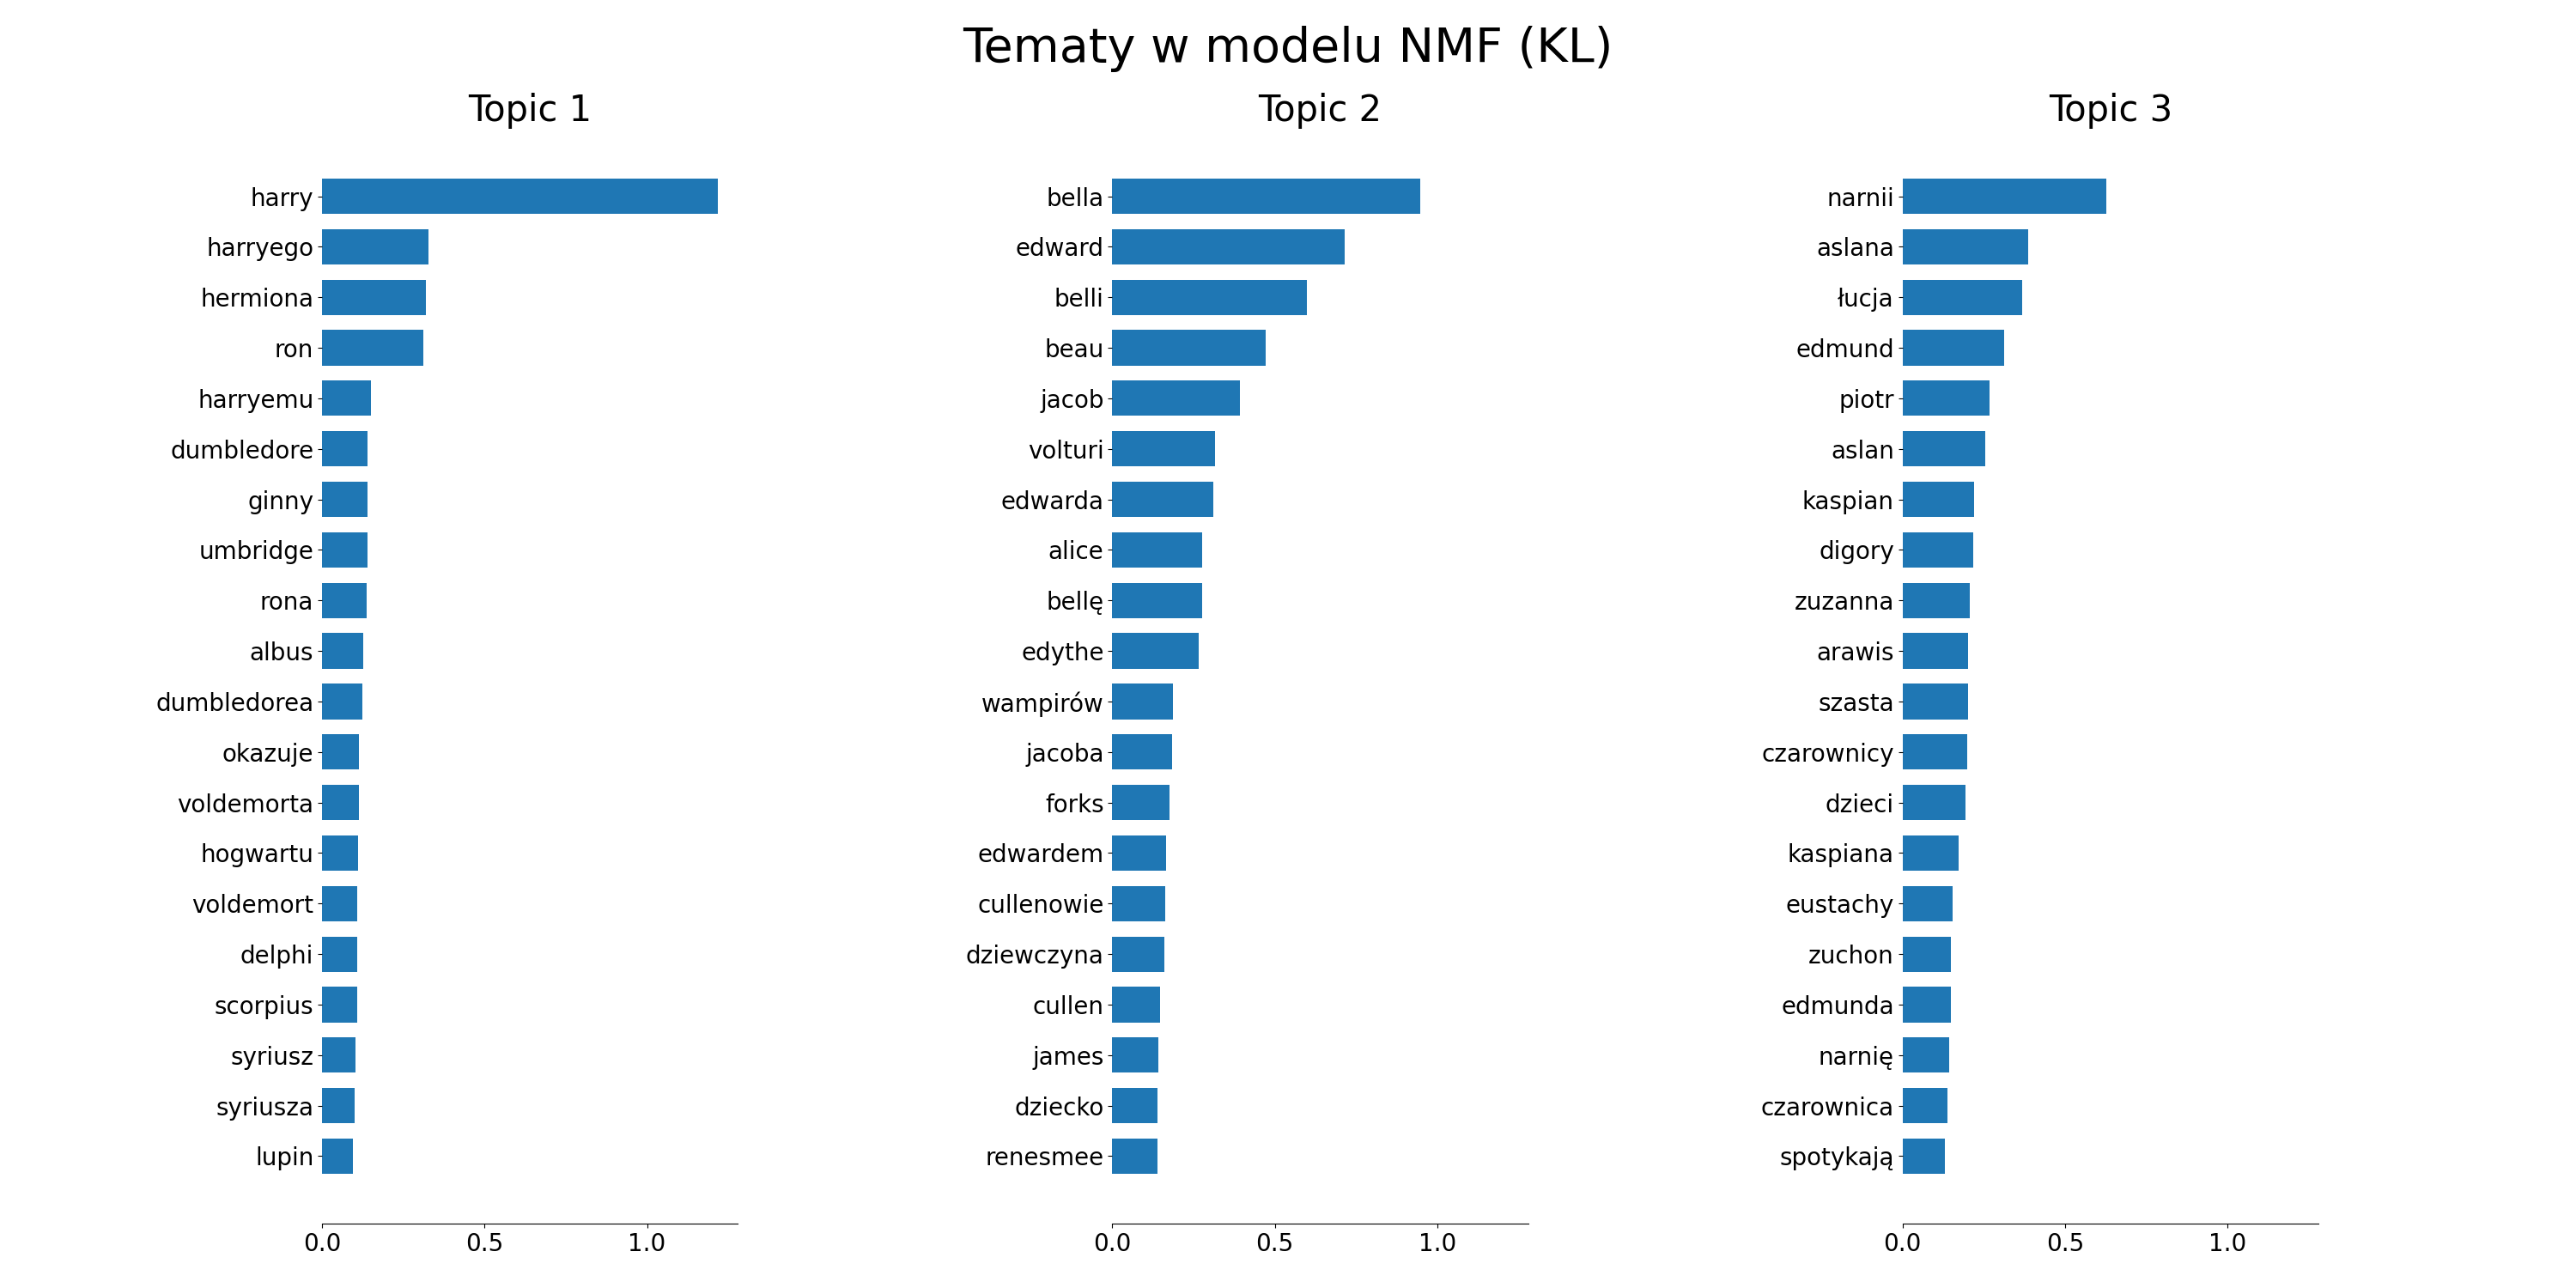 Tematy w modelu NMF (KL)
Topic 1
harry
harryego
hermiona
ron
harryemu
dumbledore
ginny
umbridge
rona
albus
dumbledorea
okazuje
voldemorta
hogwartu
voldemort
delphi
scorpius
syriusz
syriusza
lupin
0.0 0.5 1.0
Topic 2
bella
edward
belli
beau
jacob
volturi
edwarda
alice
bellę
edythe
wampirów
jacoba
forks
edwardem
cullenowie
dziewczyna
cullen
james
dziecko
renesmee
0.0 0.5 1.0
Topic 3
narnii
aslana
łucja
edmund
piotr
aslan
kaspian
digory
zuzanna
arawis
szasta
czarownicy
dzieci
kaspiana
eustachy
zuchon
edmunda
narnię
czarownica
spotykają
0.0 0.5 1.0